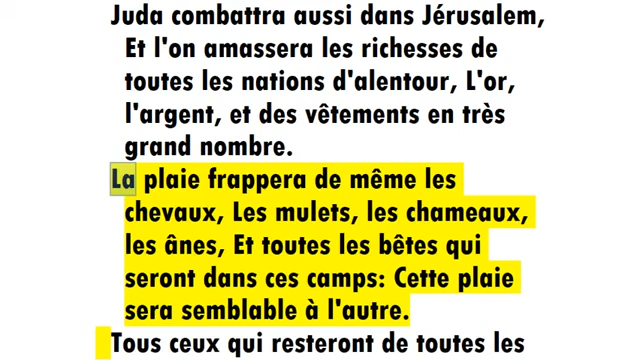 Juda combattra aussi dans Jérusalem,
Et l'on amassera les richesses de
toutes les nations d'alentour, L'or,
l'argent, et des vêtements en très
grand nombre.
La plaie frappera de même les
chevaux, Les mulets, les chameaux,
les ânes, Et toutes les bêtes qui
seront dans ces camps: Cette plaie
sera semblable à l'autre.
Tous ceux qui resteront de toutes les